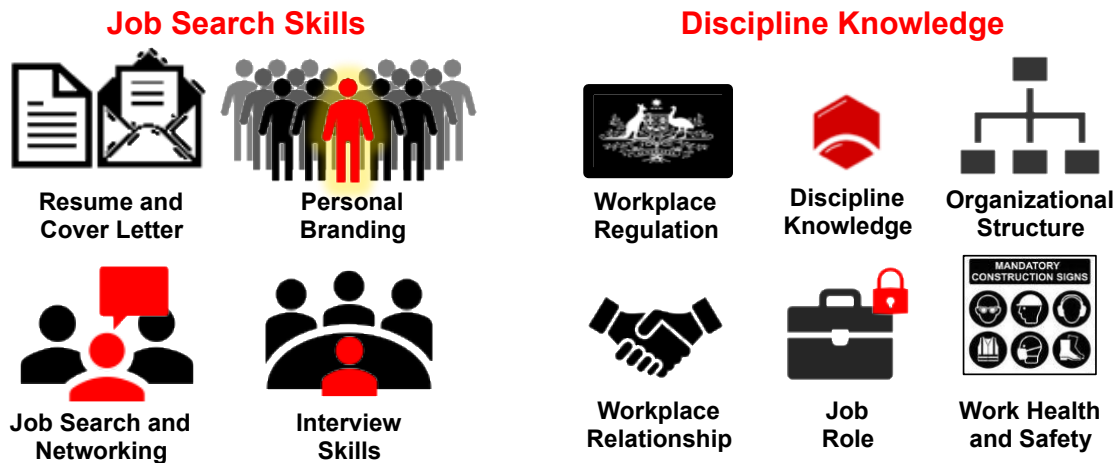 Job Search Skills
Resume and
Cover Letter
Personal
Branding
Job Search and
Networking
Interview
Skills
Discipline Knowledge
Workplace
Regulation
Discipline
Knowledge
Organizational
Structure
MANDATORY
CONSTRUCTION SIGNS
Workplace
Relationship
Job
Role
Work Health
and Safety